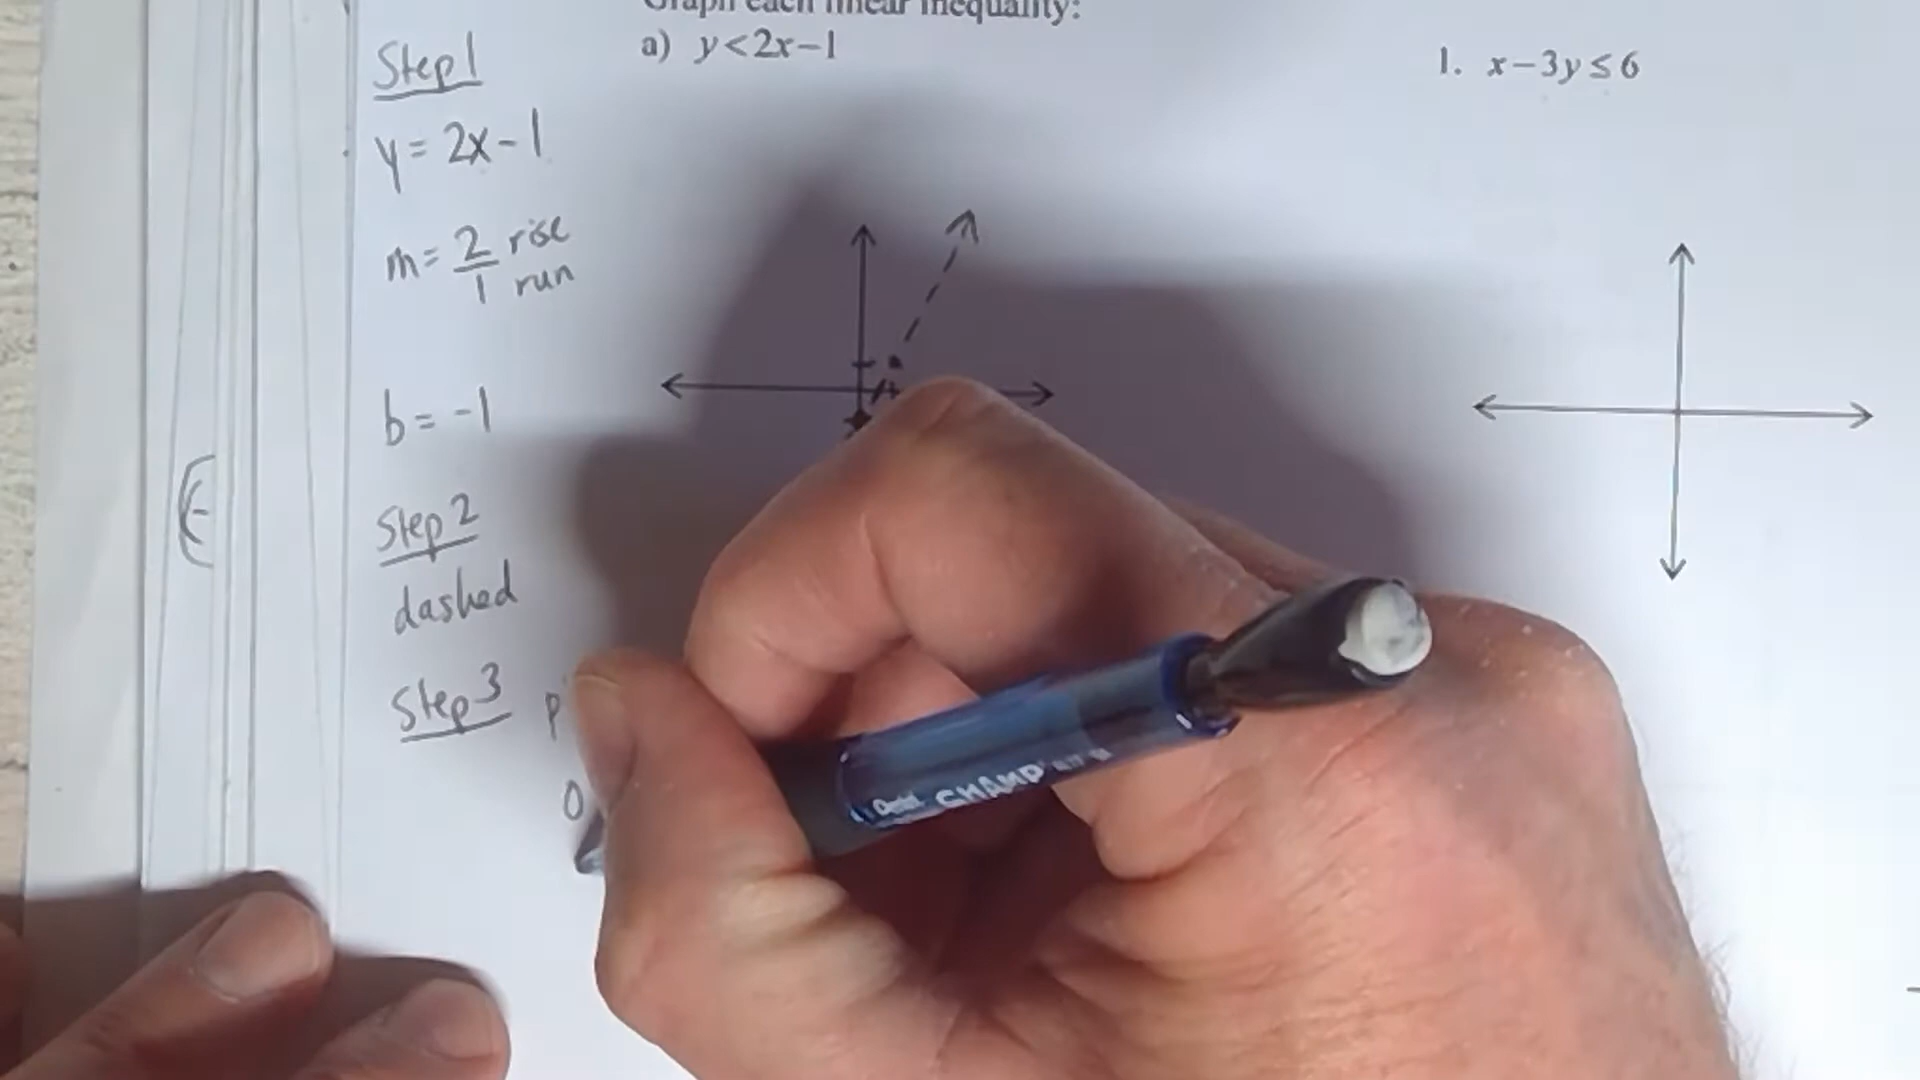 Graph each linear inequality:
a) y<2x-1
1. x-3y≤6
Step 1
y = 2x - 1
m = 2/1 rise run
b = -1
Step 2
dashed
Step 3
0
Pentel CHAMP